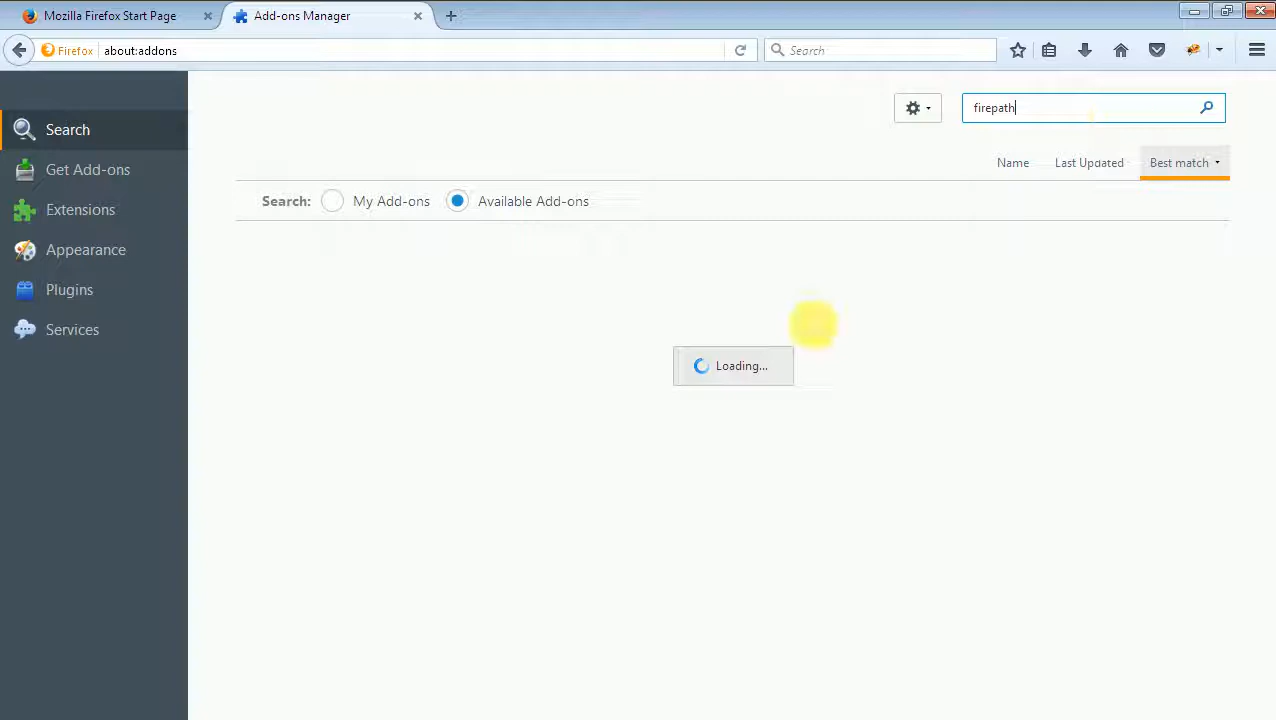 Mozilla Firefox Start Page
Add-ons Manager
Firefox
about:addons
Search
firepath
Search
Get Add-ons
Extensions
Appearance
Plugins
Services
Name
Last Updated
Best match
Search:
My Add-ons
Available Add-ons
Loading...